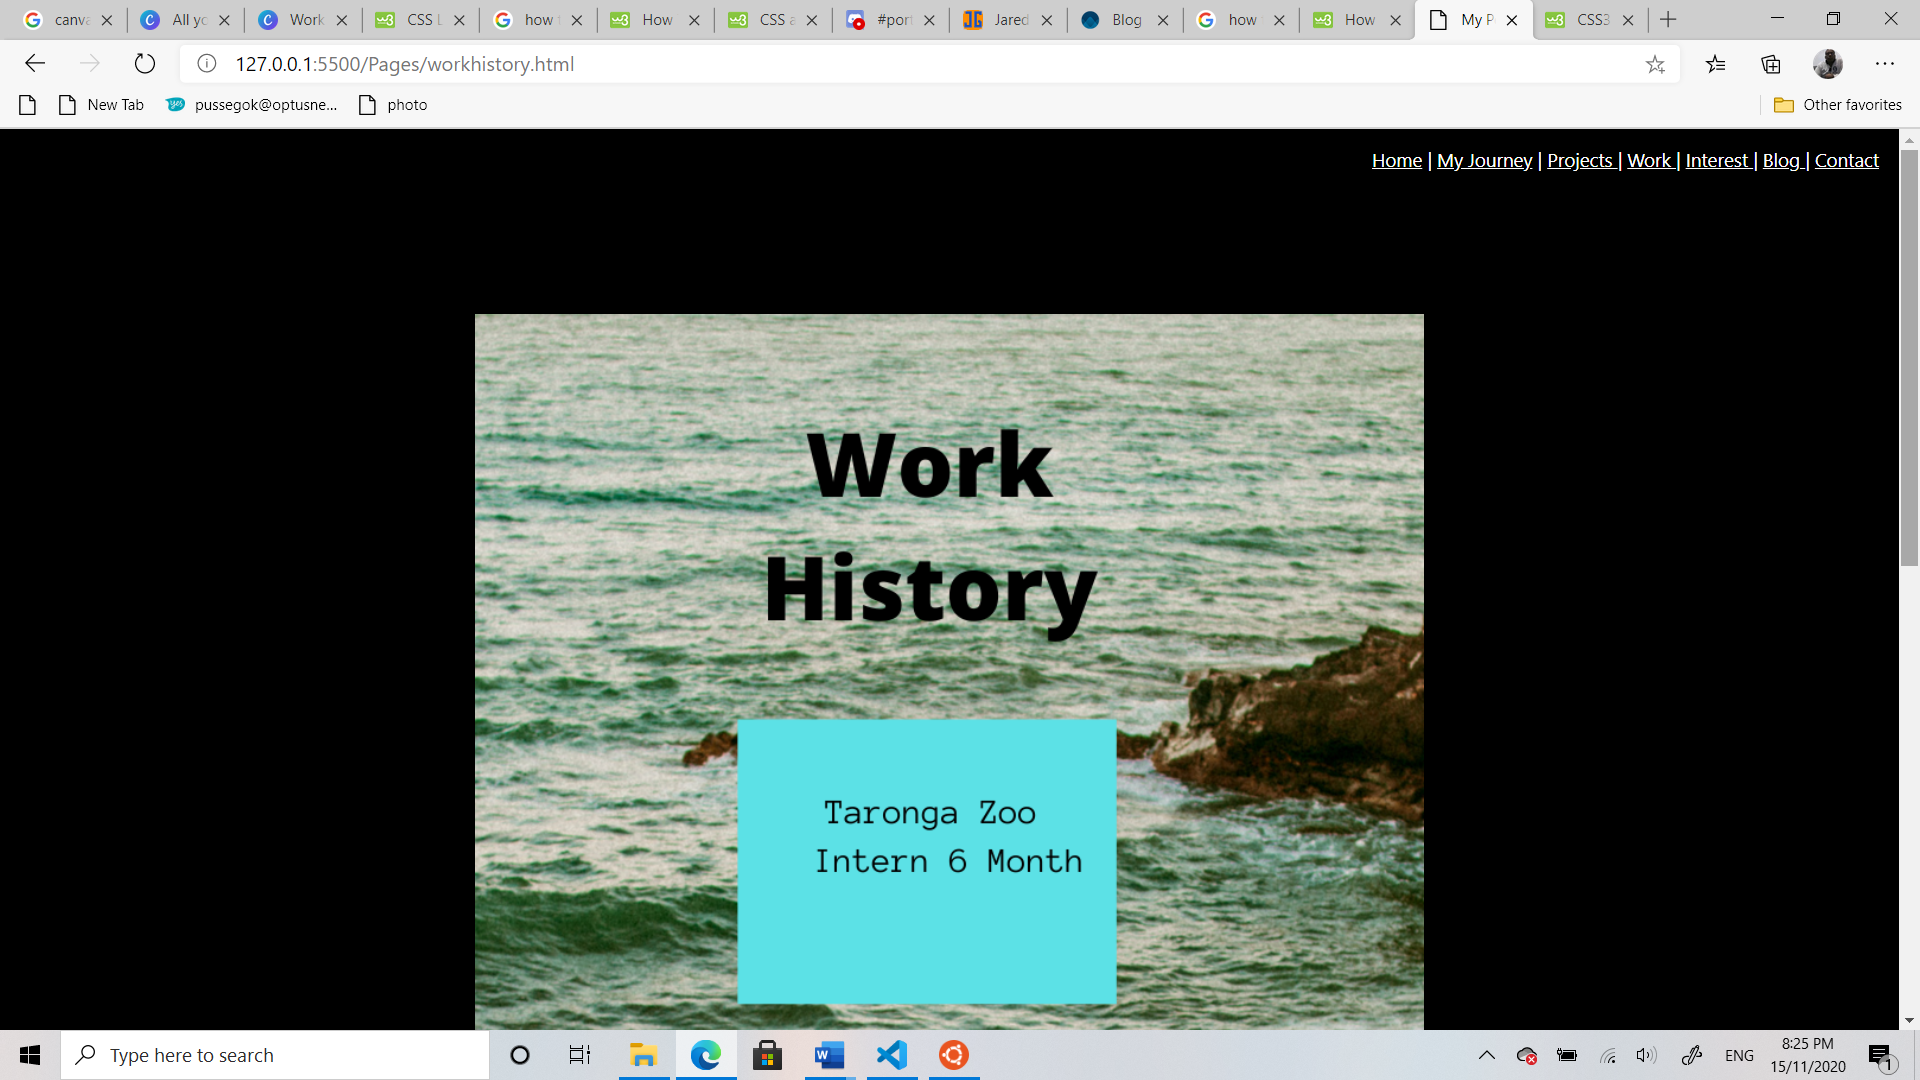 canva
All yo
Work
CSS L
how t
How
CSS a
#port
Jared
Blog
how
How
My P
CSS3
127.0.0.1:5500/Pages/workhistory.html
New Tab
pussegok@optusne...
photo
Other favorites
Home | My Journey | Projects | Work | Interest | Blog | Contact
Work
History
Taronga Zoo
Intern 6 Month
Type here to search
ENG
8:25 PM
15/11/2020
1